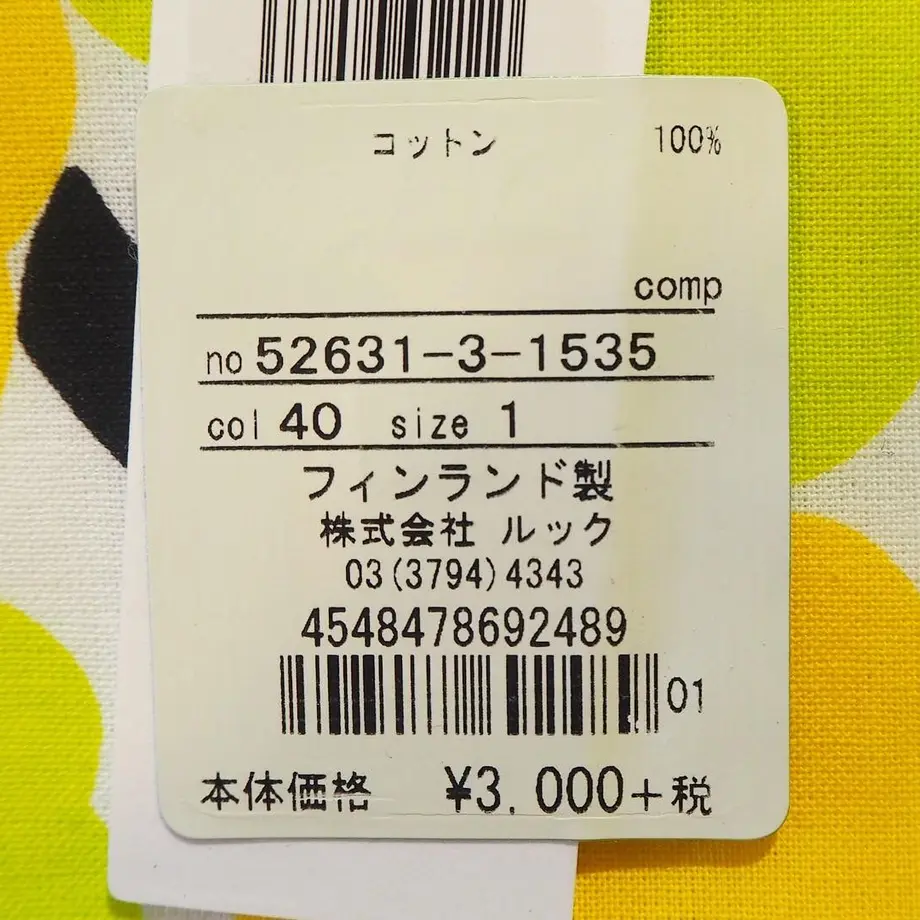 コットン 100%
comp
no 52631-3-1535
col 40 size 1
フィンランド製
株式会社 ルック
03(3794)4343
4548478692489
01
本体価格 ¥3,000+税